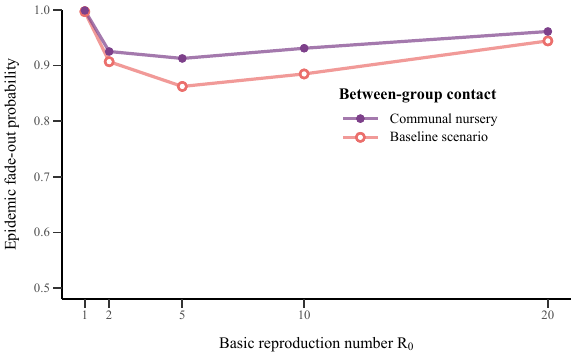 1.0
0.9
0.8
0.7
0.6
0.5
Epidemic fade-out probability
Between-group contact
Communal nursery
Baseline scenario
1 2 5 10 20
Basic reproduction number R₀